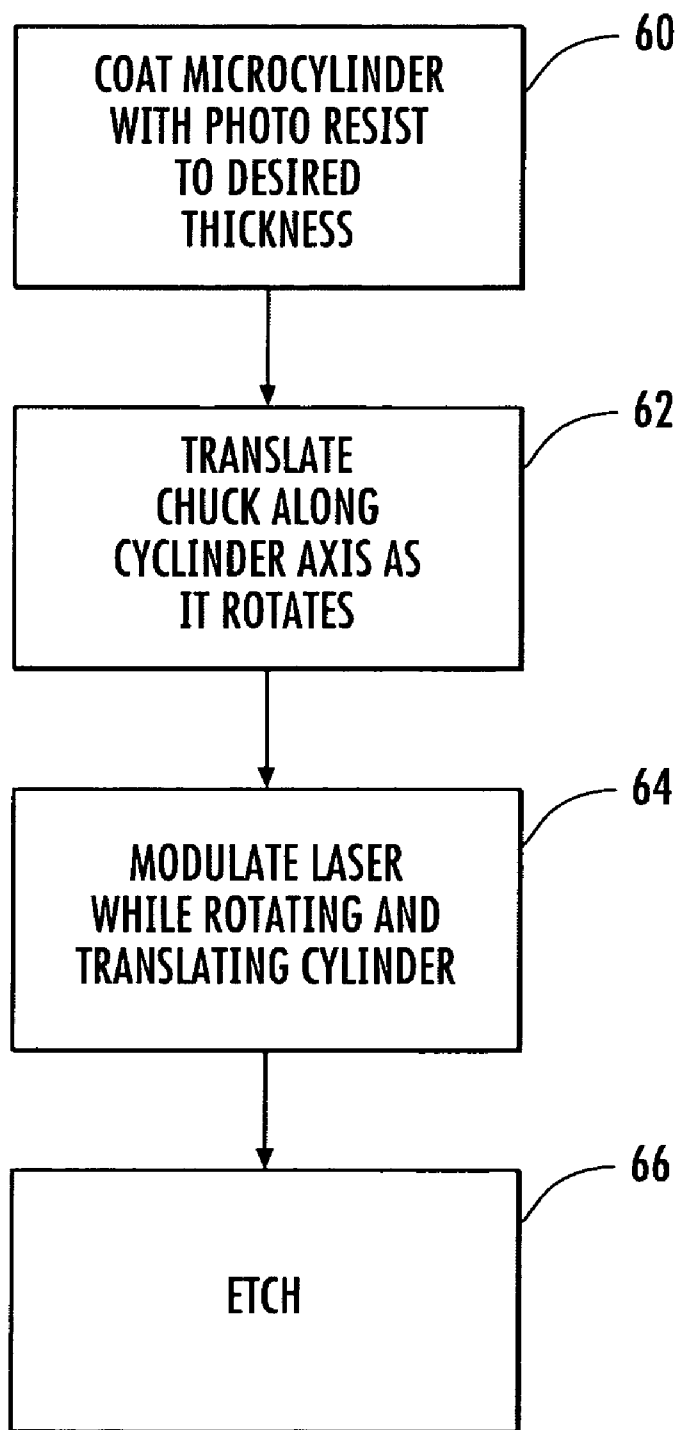 60
COAT MICROCYLINDER
WITH PHOTO RESIST
TO DESIRED
THICKNESS
62
TRANSLATE
CHUCK ALONG
CYCLINDER AXIS AS
IT ROTATES
64
MODULATE LASER
WHILE ROTATING AND
TRANSLATING CYLINDER
66
ETCH